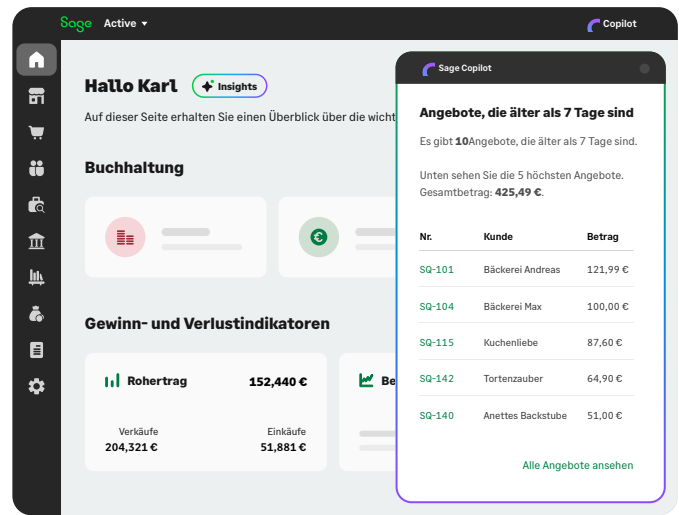 Sage Active
Copilot
Hallo Karl
Insights
Auf dieser Seite erhalten Sie einen Überblick über die wicht
Buchhaltung
Gewinn- und Verlustindikatoren
Rohertrag 152,440 €
Verkäufe Einkäufe
204,321 € 51,881 €
Be
Sage Copilot
Angebote, die älter als 7 Tage sind
Es gibt 10Angebote, die älter als 7 Tage sind.
Unten sehen Sie die 5 höchsten Angebote.
Gesamtbetrag: 425,49 €.
Nr. Kunde Betrag
SQ-101 Bäckerei Andreas 121,99 €
SQ-104 Bäckerei Max 100,00 €
SQ-115 Kuchenliebe 87,60 €
SQ-142 Tortenzauber 64,90 €
SQ-140 Anettes Backstube 51,00 €
Alle Angebote ansehen